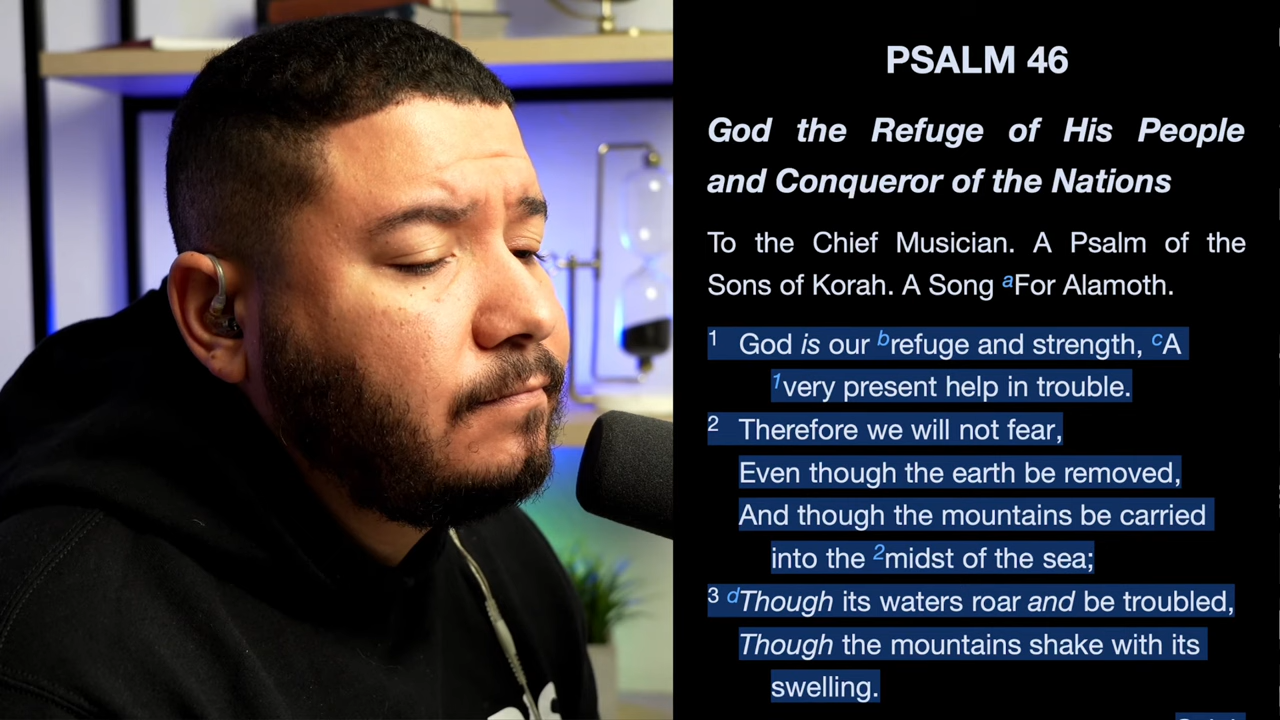 PSALM 46
God the Refuge of His People
and Conqueror of the Nations
To the Chief Musician. A Psalm of the
Sons of Korah. A Song aFor Alamoth.
1 God is our brefuge and strength, cA
1very present help in trouble.
2 Therefore we will not fear,
Even though the earth be removed,
And though the mountains be carried
into the 2midst of the sea;
3 dThough its waters roar and be troubled,
Though the mountains shake with its
swelling.